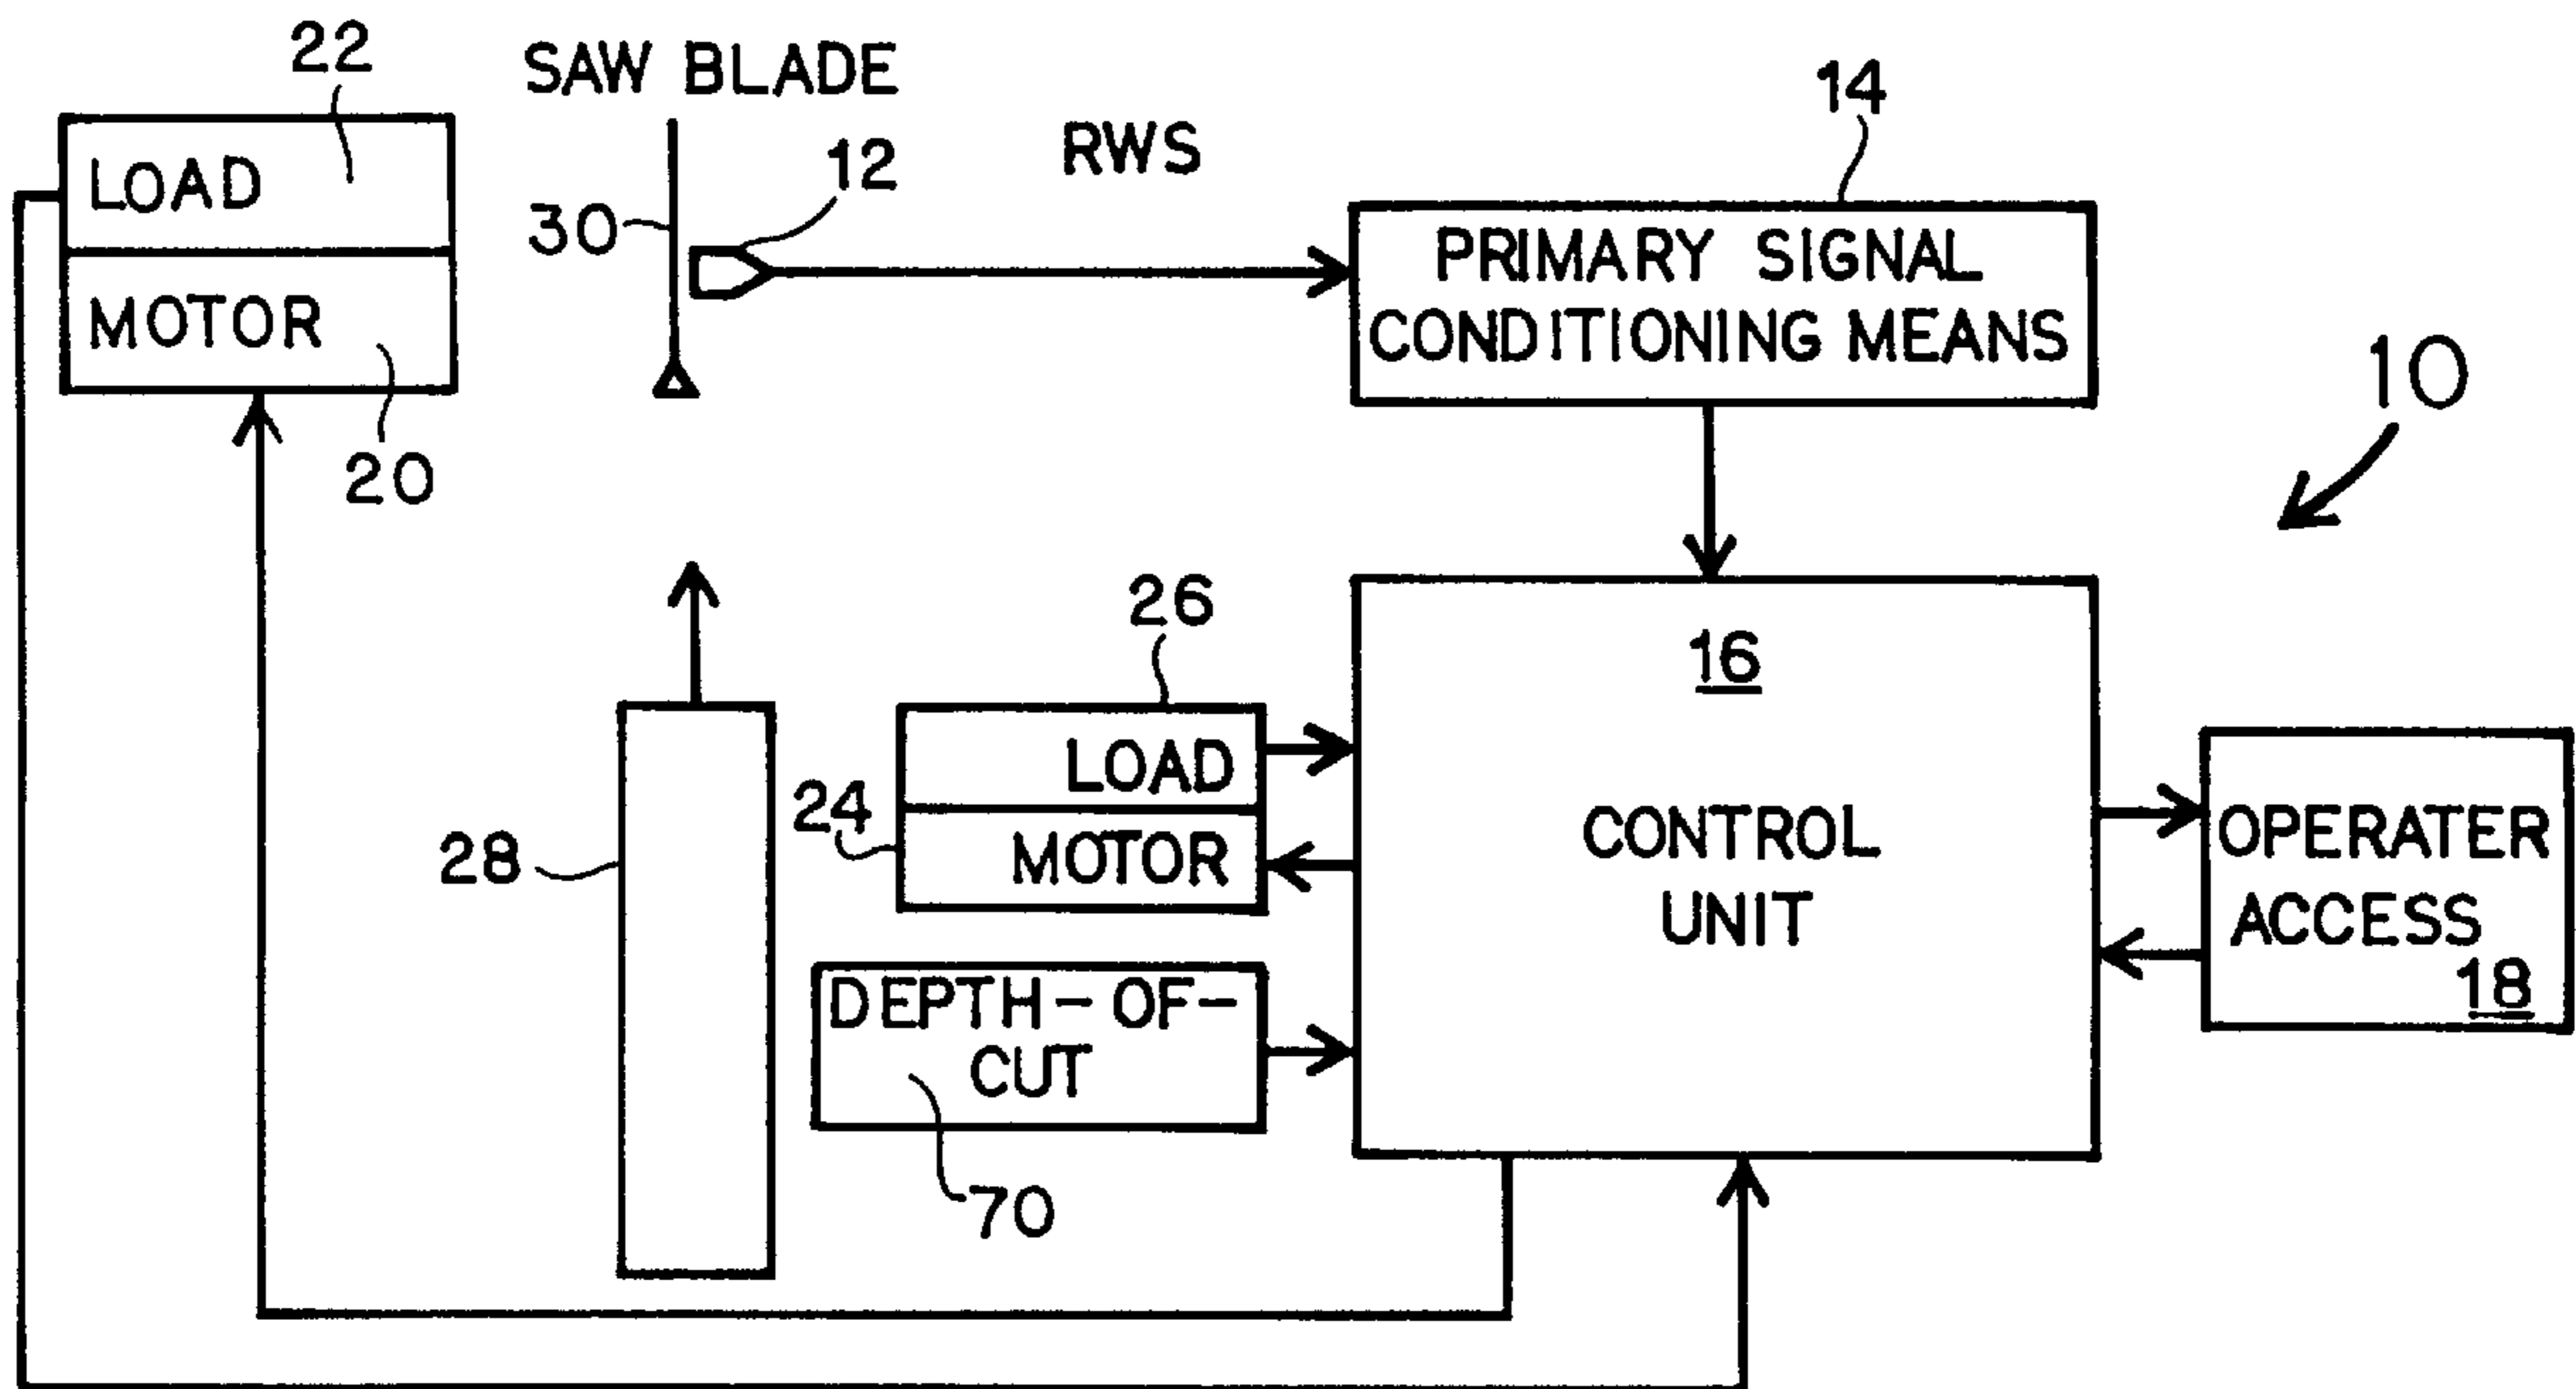 22
SAW BLADE
14
LOAD
12
RWS
30
PRIMARY SIGNAL
CONDITIONING MEANS
MOTOR
20
10
26
16
LOAD
24
MOTOR
28
CONTROL
UNIT
OPERATER
ACCESS
18
DEPTH-OF-
CUT
70